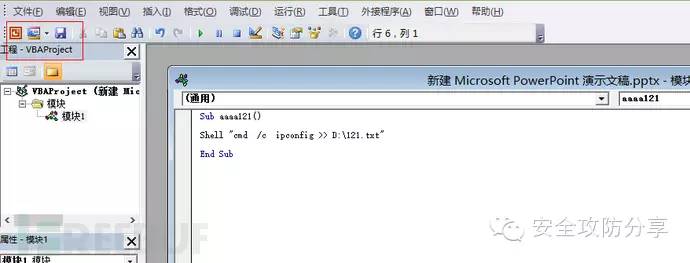 文件(F) 编辑(E) 视图(V) 插入(I) 格式(O) 调试(D) 运行(R) 工具(T) 外接程序(A) 窗口(W) 帮助(H)
行 6, 列 1
工程 - VBAProject
新建 Microsoft PowerPoint 演示文稿.pptx - 模块
(通用)
aaaa121
VBAProject (新建 Mic
模块
模块1
Sub aaaa121()
Shell "cmd /c ipconfig >> D:\121.txt"
End Sub
REEBUF
安全攻防分享
属性 - 模块1
模块1 模块